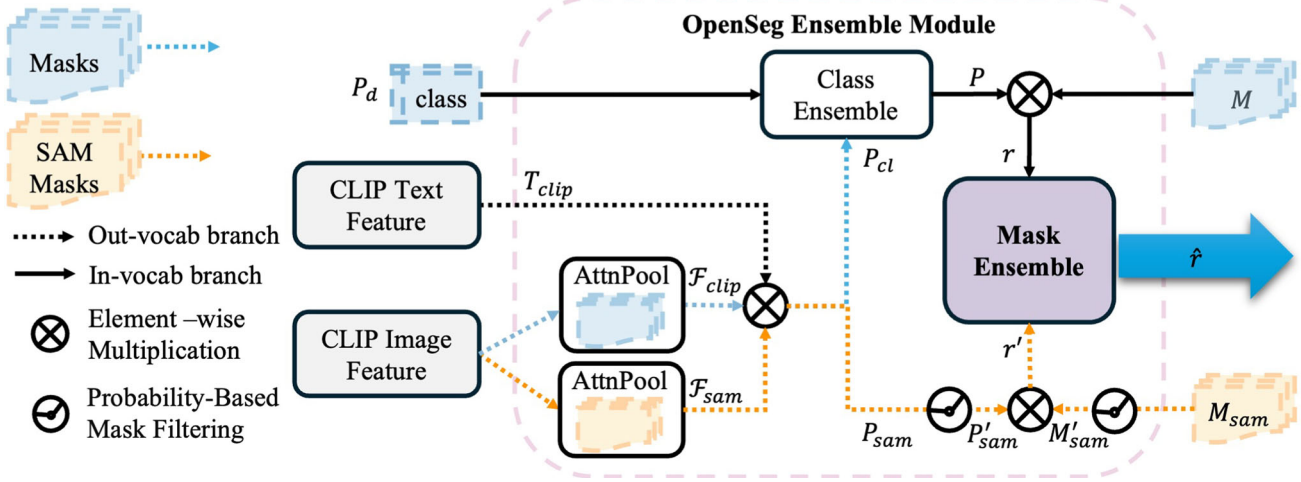 OpenSeg Ensemble Module
Masks
SAM
Masks
Out-vocab branch
In-vocab branch
Element –wise
Multiplication
Probability-Based
Mask Filtering
P_d
class
Class
Ensemble
P
M
P_cl
r
CLIP Text
Feature
T_clip
Mask
Ensemble
r̂
AttnPool
ℱ_clip
CLIP Image
Feature
AttnPool
ℱ_sam
r′
P_sam
P′_sam
M′_sam
M_sam